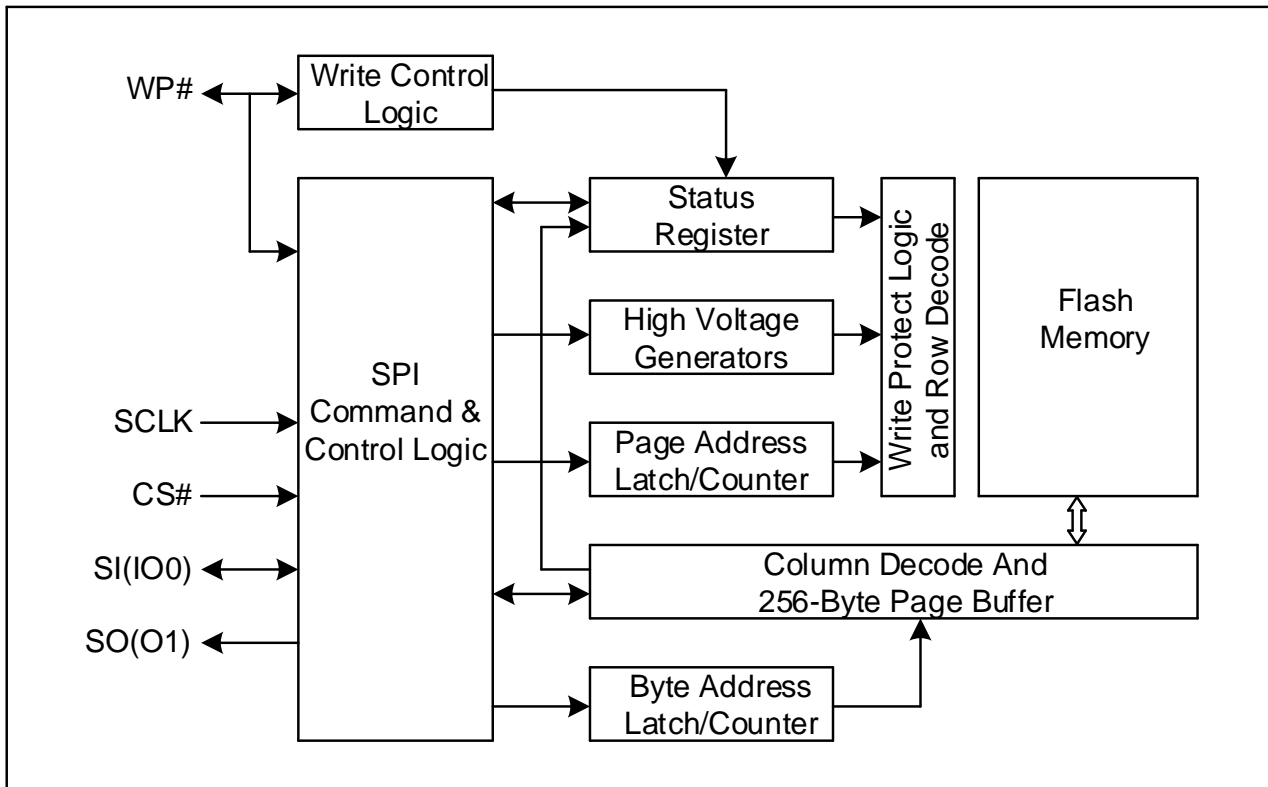 WP#
Write Control
Logic
Status
Register
Write Protect Logic
and Row Decode
Flash
Memory
High Voltage
Generators
SPI
Command &
Control Logic
SCLK
Page Address
Latch/Counter
CS#
SI(IO0)
Column Decode And
256-Byte Page Buffer
SO(O1)
Byte Address
Latch/Counter